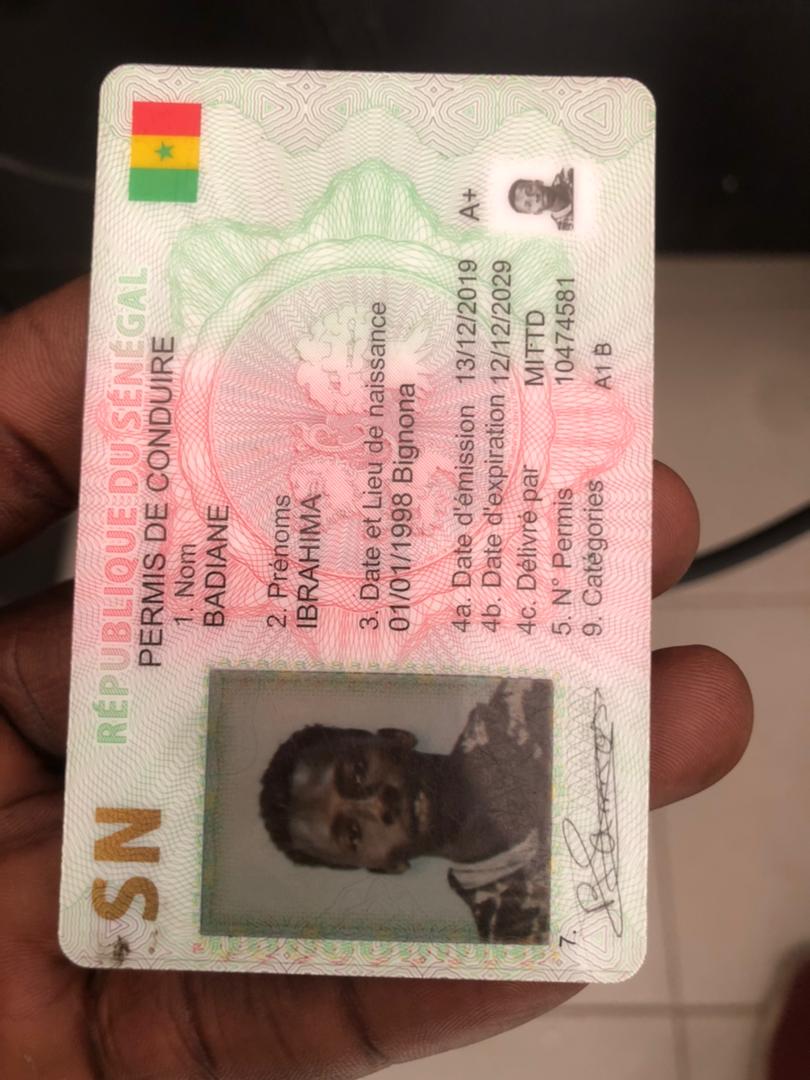 SN
RÉPUBLIQUE DU SÉNÉGAL
PERMIS DE CONDUIRE
1. Nom
BADIANE
2. Prénoms
IBRAHIMA
3. Date et Lieu de naissance
01/01/1998 Bignona
4a. Date d'émission 13/12/2019 A+
4b. Date d'expiration 12/12/2029
4c. Délivré par MITTD
5. N° Permis 10474581
9. Catégories A1 B
7.